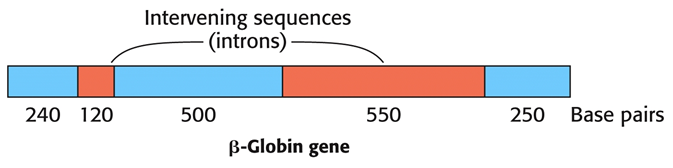 Intervening sequences
(introns)
240 120 500 550 250 Base pairs
β-Globin gene